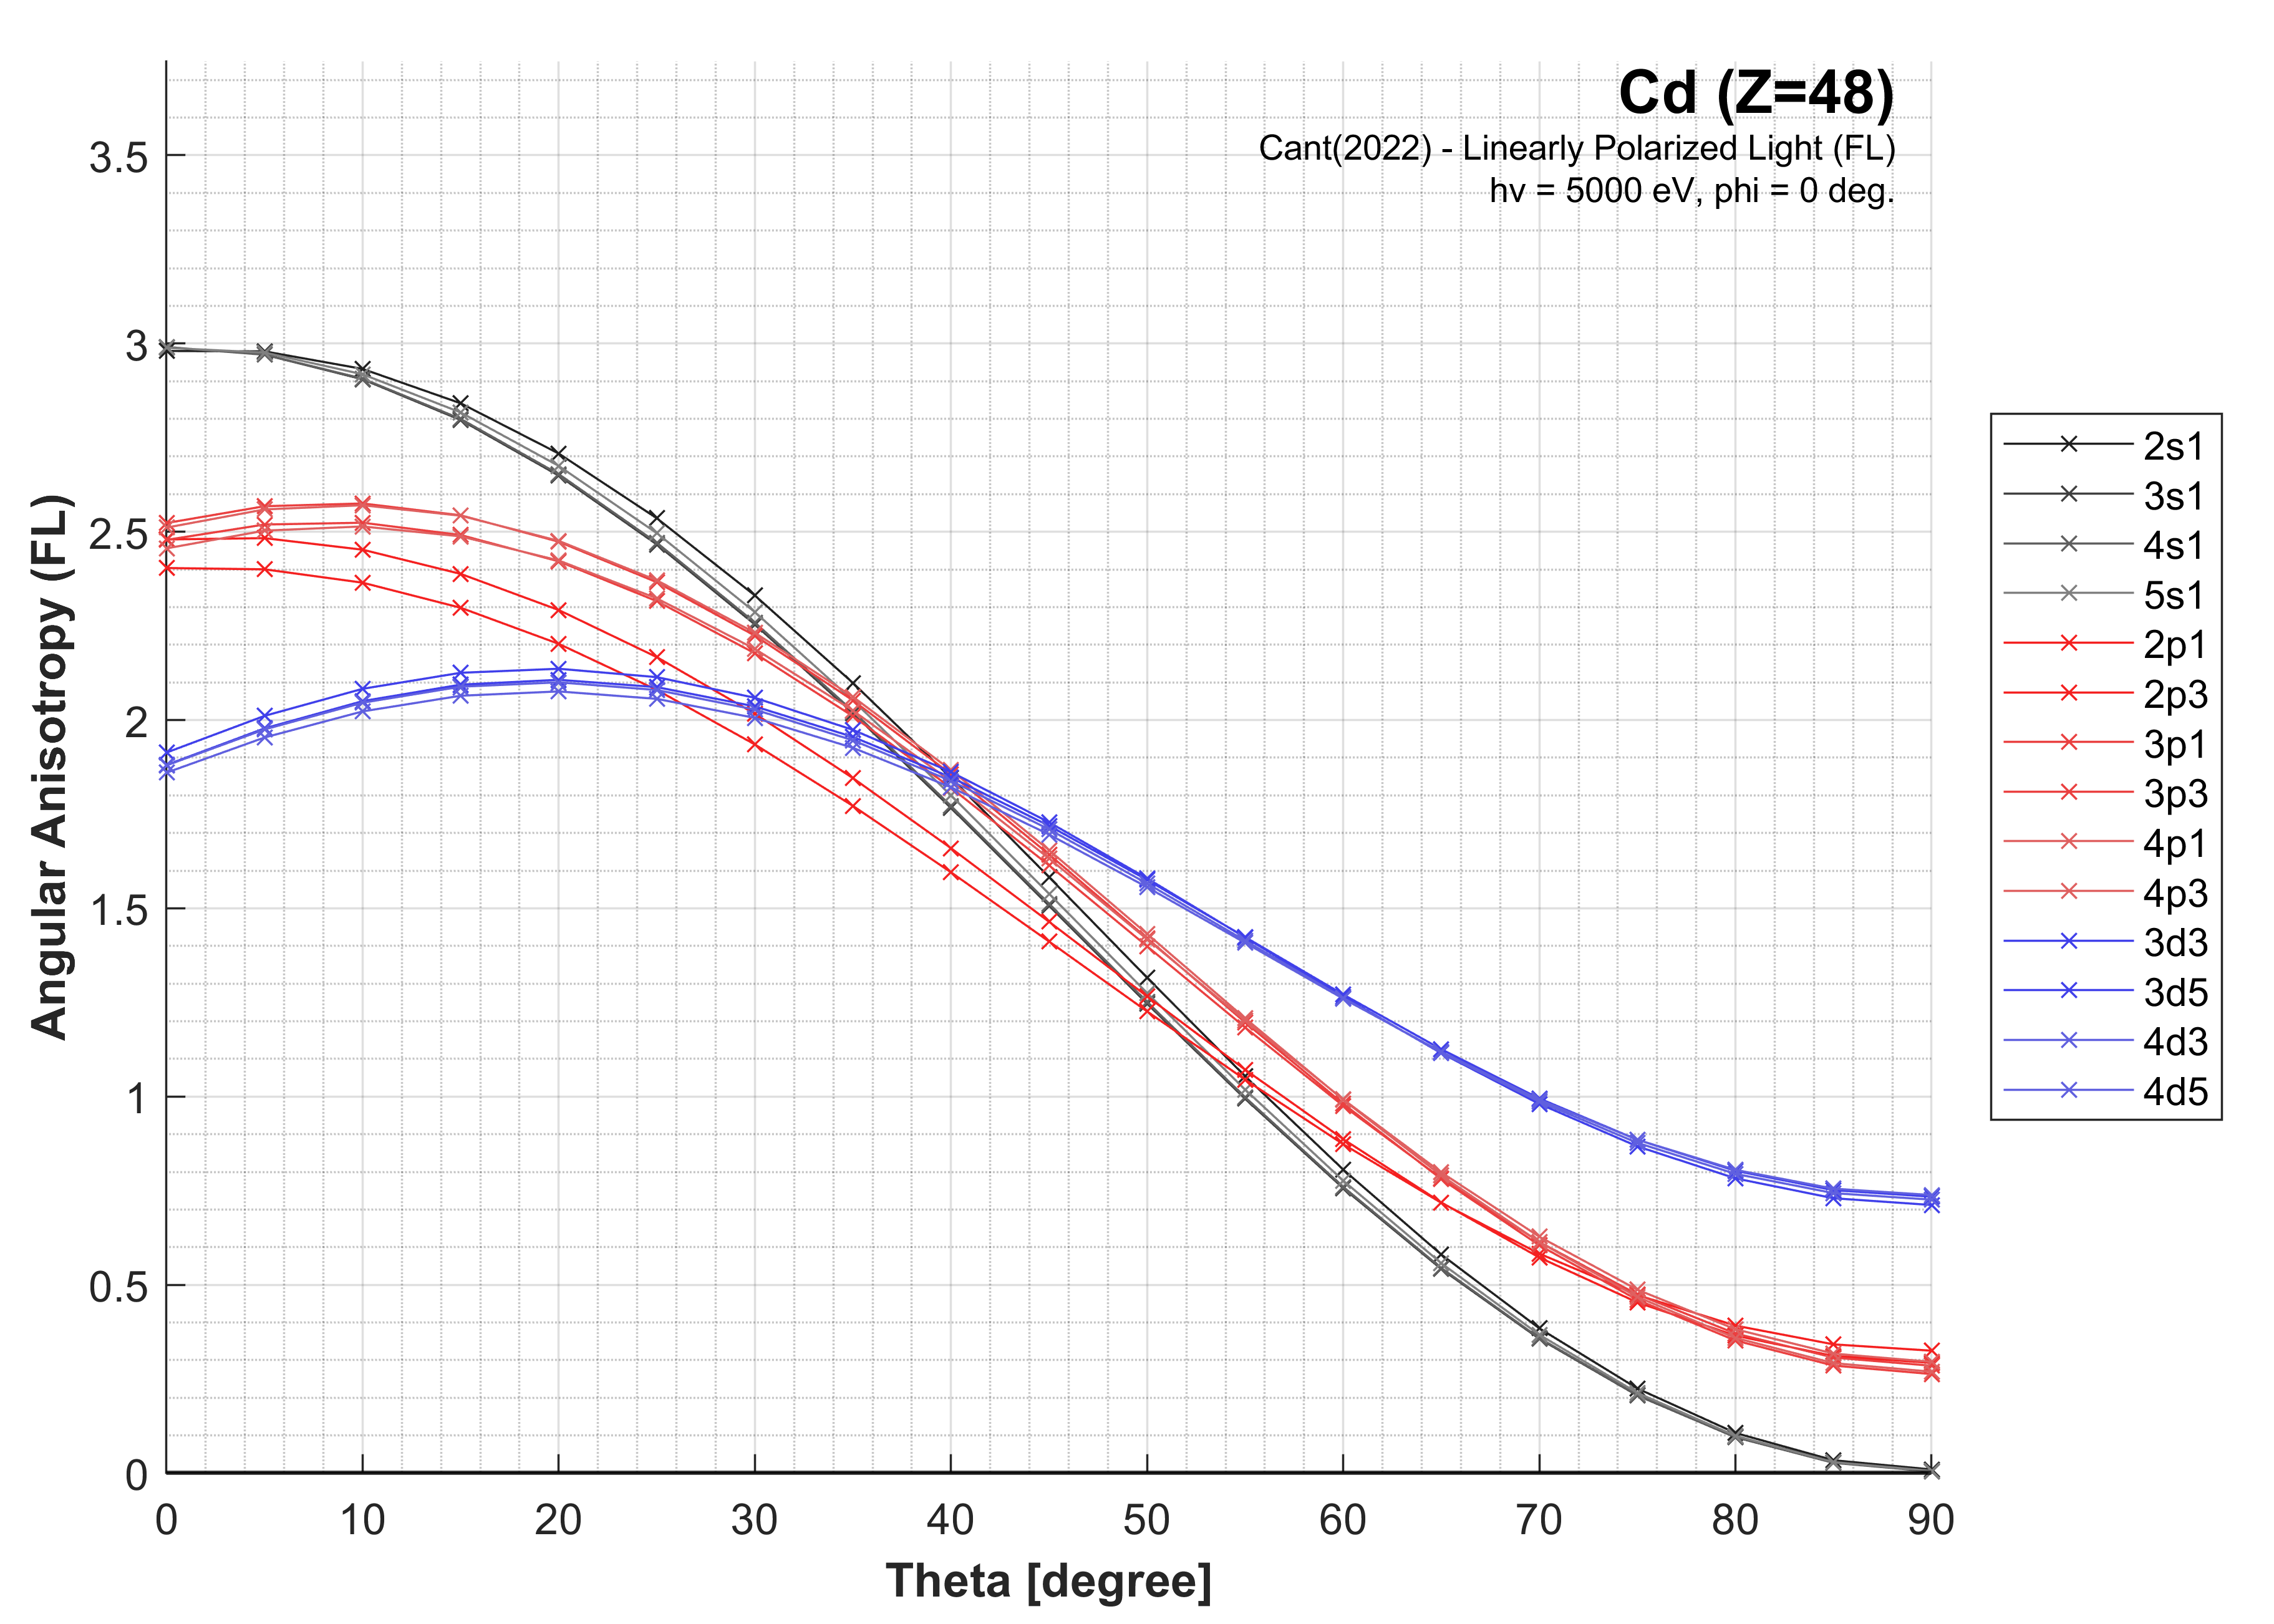 Cd (Z=48)
Cant(2022) - Linearly Polarized Light (FL)
hv = 5000 eV, phi = 0 deg.
Angular Anisotropy (FL)
3.5
3
2.5
2
1.5
1
0.5
0
0 10 20 30 40 50 60 70 80 90
Theta [degree]
2s1
3s1
4s1
5s1
2p1
2p3
3p1
3p3
4p1
4p3
3d3
3d5
4d3
4d5